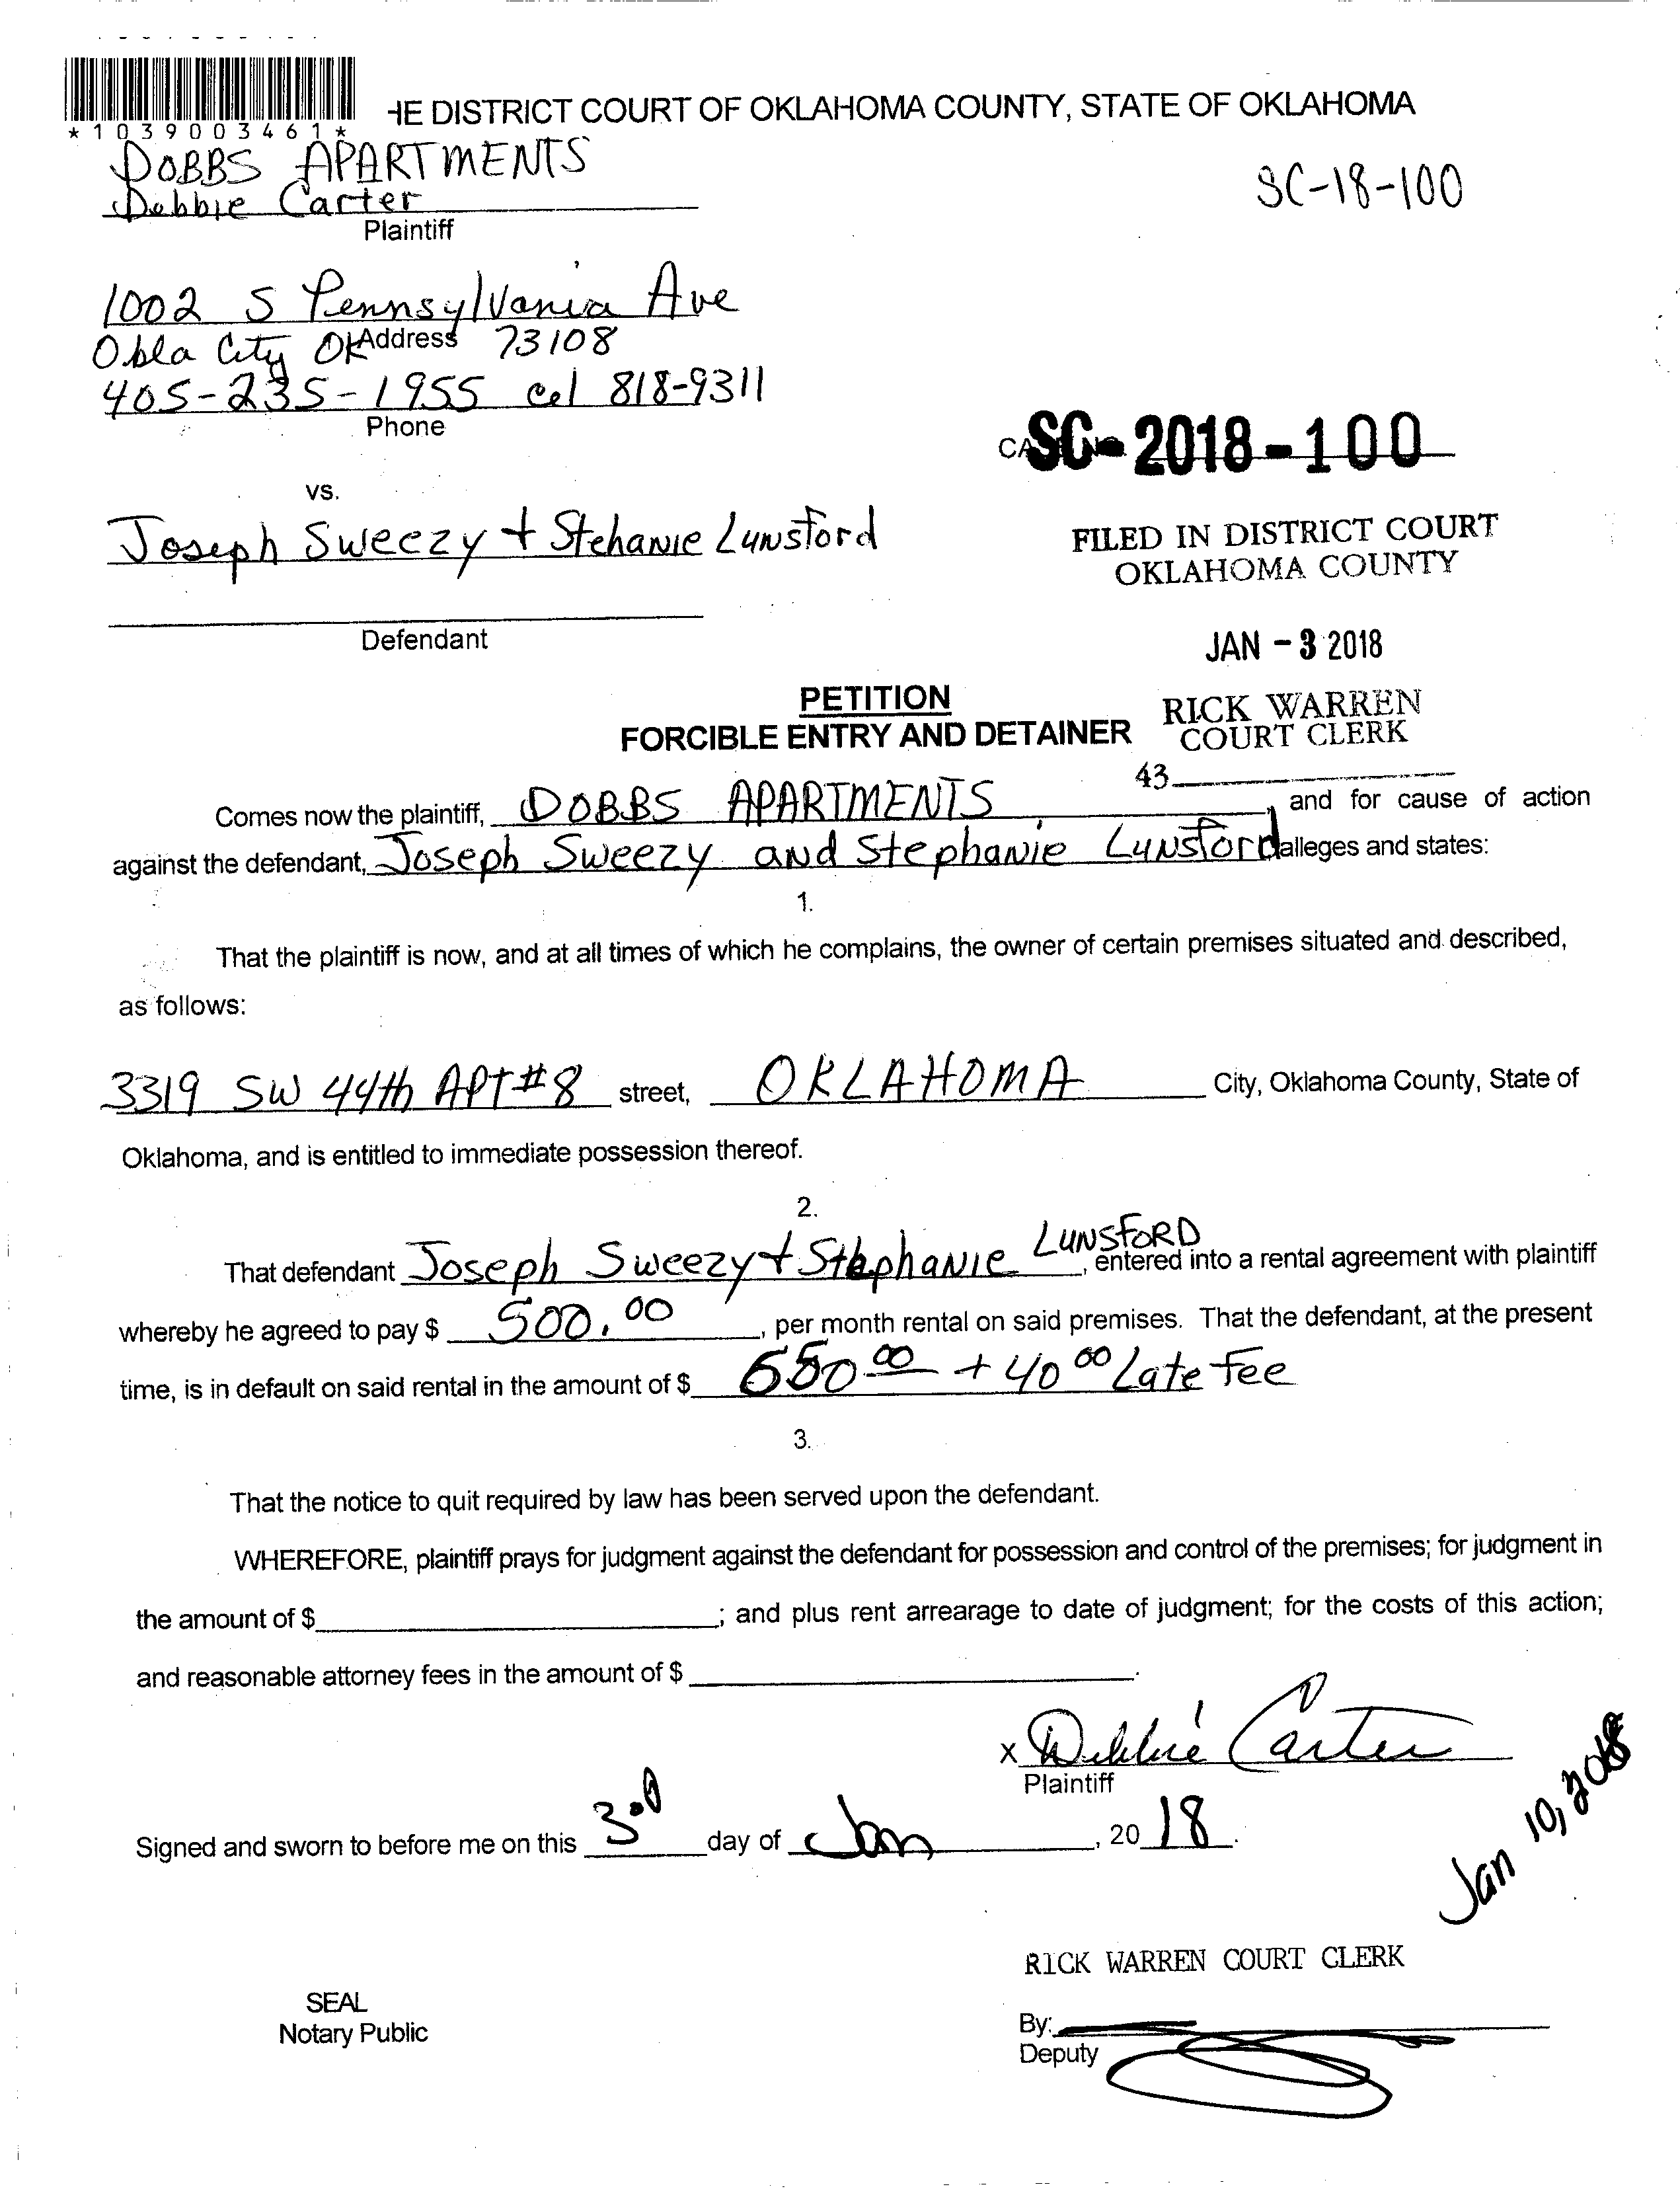 *1039003461*
HE DISTRICT COURT OF OKLAHOMA COUNTY, STATE OF OKLAHOMA
DOBBS APARTMENTS
SC-18-100
Debbie Carter
Plaintiff
1002 S Pennsylvania Ave
Okla City OK Address 73108
405-235-1955 cel 818-9311
Phone
SC-2018-100
vs.
Joseph Sweezy + Stehanie Lunsford
FILED IN DISTRICT COURT
OKLAHOMA COUNTY
Defendant
JAN - 3 2018
PETITION
FORCIBLE ENTRY AND DETAINER
RICK WARREN
COURT CLERK
43
Comes now the plaintiff, DOBBS APARTMENTS, and for cause of action
against the defendant, Joseph Sweezy and Stephanie Lunsford alleges and states:
1.
That the plaintiff is now, and at all times of which he complains, the owner of certain premises situated and described,
as follows:
3319 SW 44th APT#8 street, OKLAHOMA City, Oklahoma County, State of
Oklahoma, and is entitled to immediate possession thereof.
2.
That defendant Joseph Sweezy + Stephanie LUNSFORD, entered into a rental agreement with plaintiff
whereby he agreed to pay $ 500.00, per month rental on said premises. That the defendant, at the present
time, is in default on said rental in the amount of $ 00 + 40 00 Late Fee
3.
That the notice to quit required by law has been served upon the defendant.
WHEREFORE, plaintiff prays for judgment against the defendant for possession and control of the premises; for judgment in
the amount of $; and plus rent arrearage to date of judgment; for the costs of this action;
and reasonable attorney fees in the amount of $.
x Debbie Carter
Plaintiff
Signed and sworn to before me on this 3rd day of Jan, 20 18.
Jan 10, 2018
RICK WARREN COURT CLERK
SEAL
Notary Public
By:
Deputy